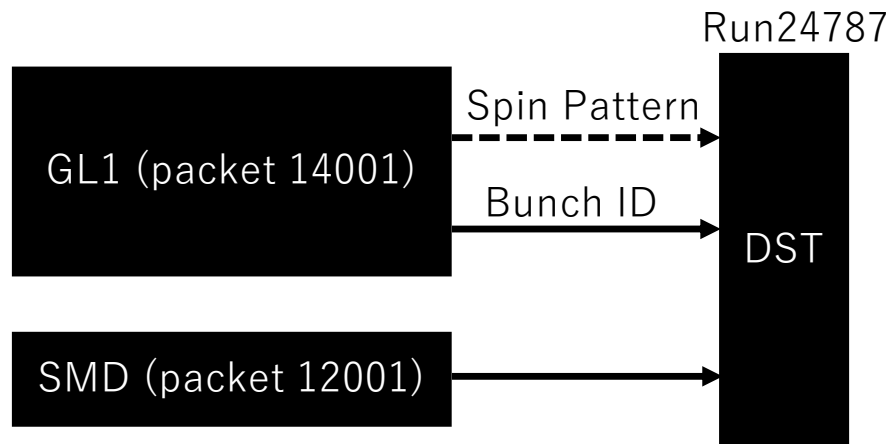 Run24787
Spin Pattern
GL1 (packet 14001)
Bunch ID
DST
SMD (packet 12001)